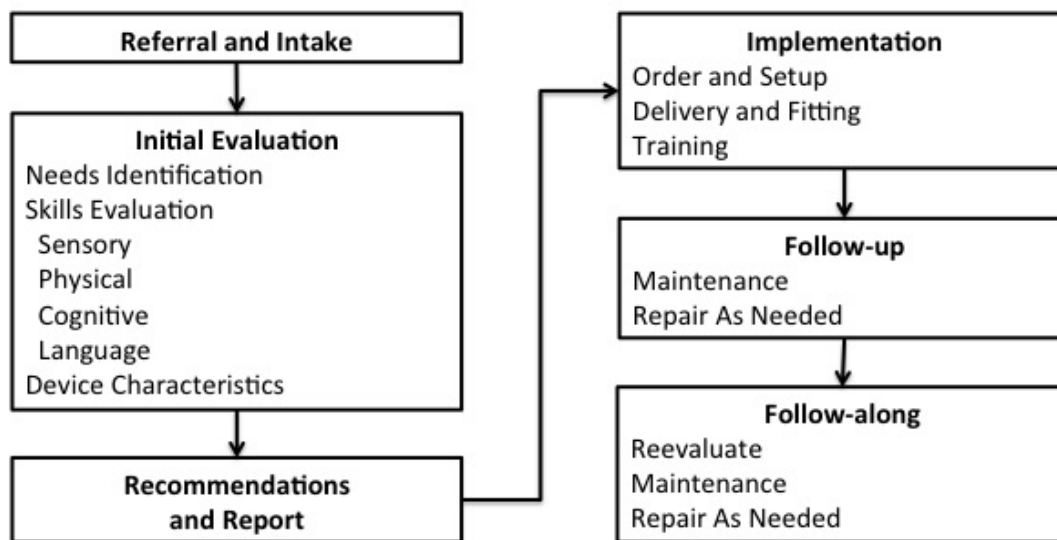 Referral and Intake
Initial Evaluation
Needs Identification
Skills Evaluation
Sensory
Physical
Cognitive
Language
Device Characteristics
Recommendations
and Report
Implementation
Order and Setup
Delivery and Fitting
Training
Follow-up
Maintenance
Repair As Needed
Follow-along
Reevaluate
Maintenance
Repair As Needed